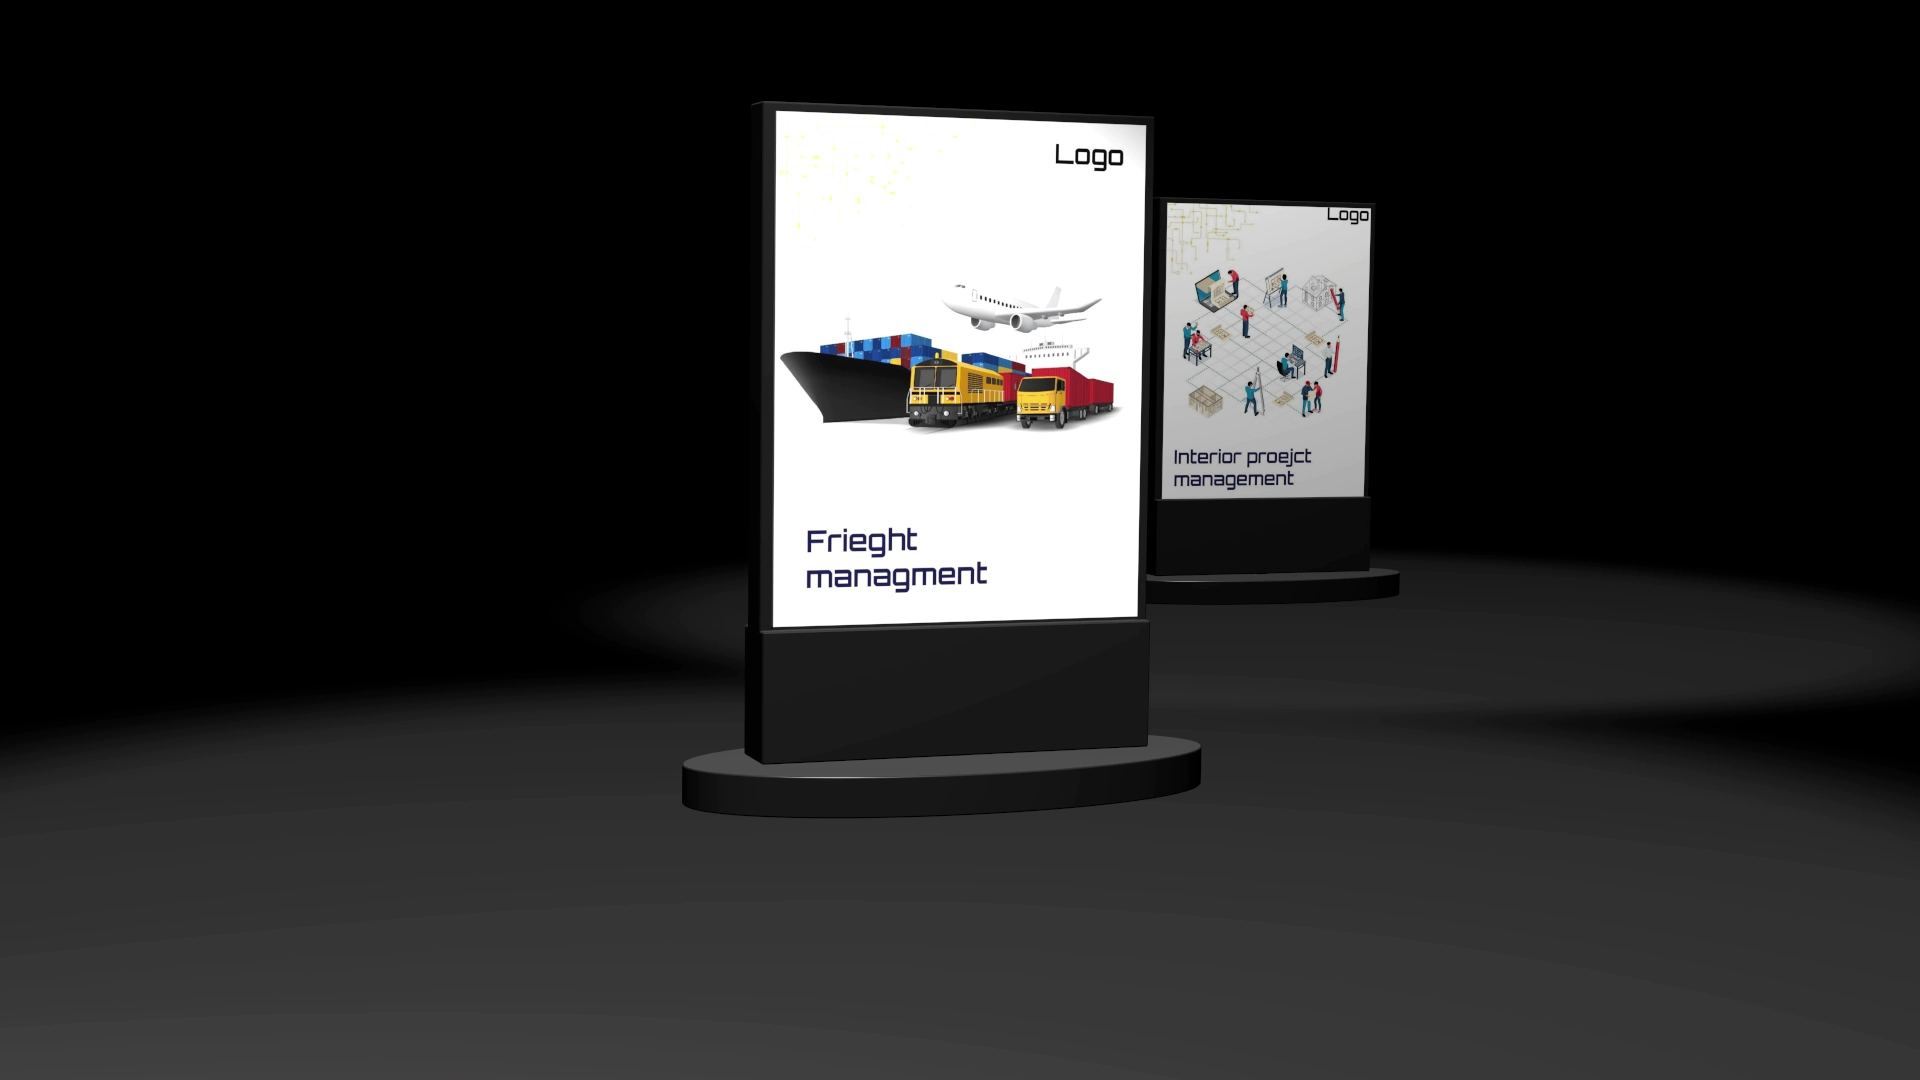 Logo
Frieght
managment
Logo
Interior proejct
management